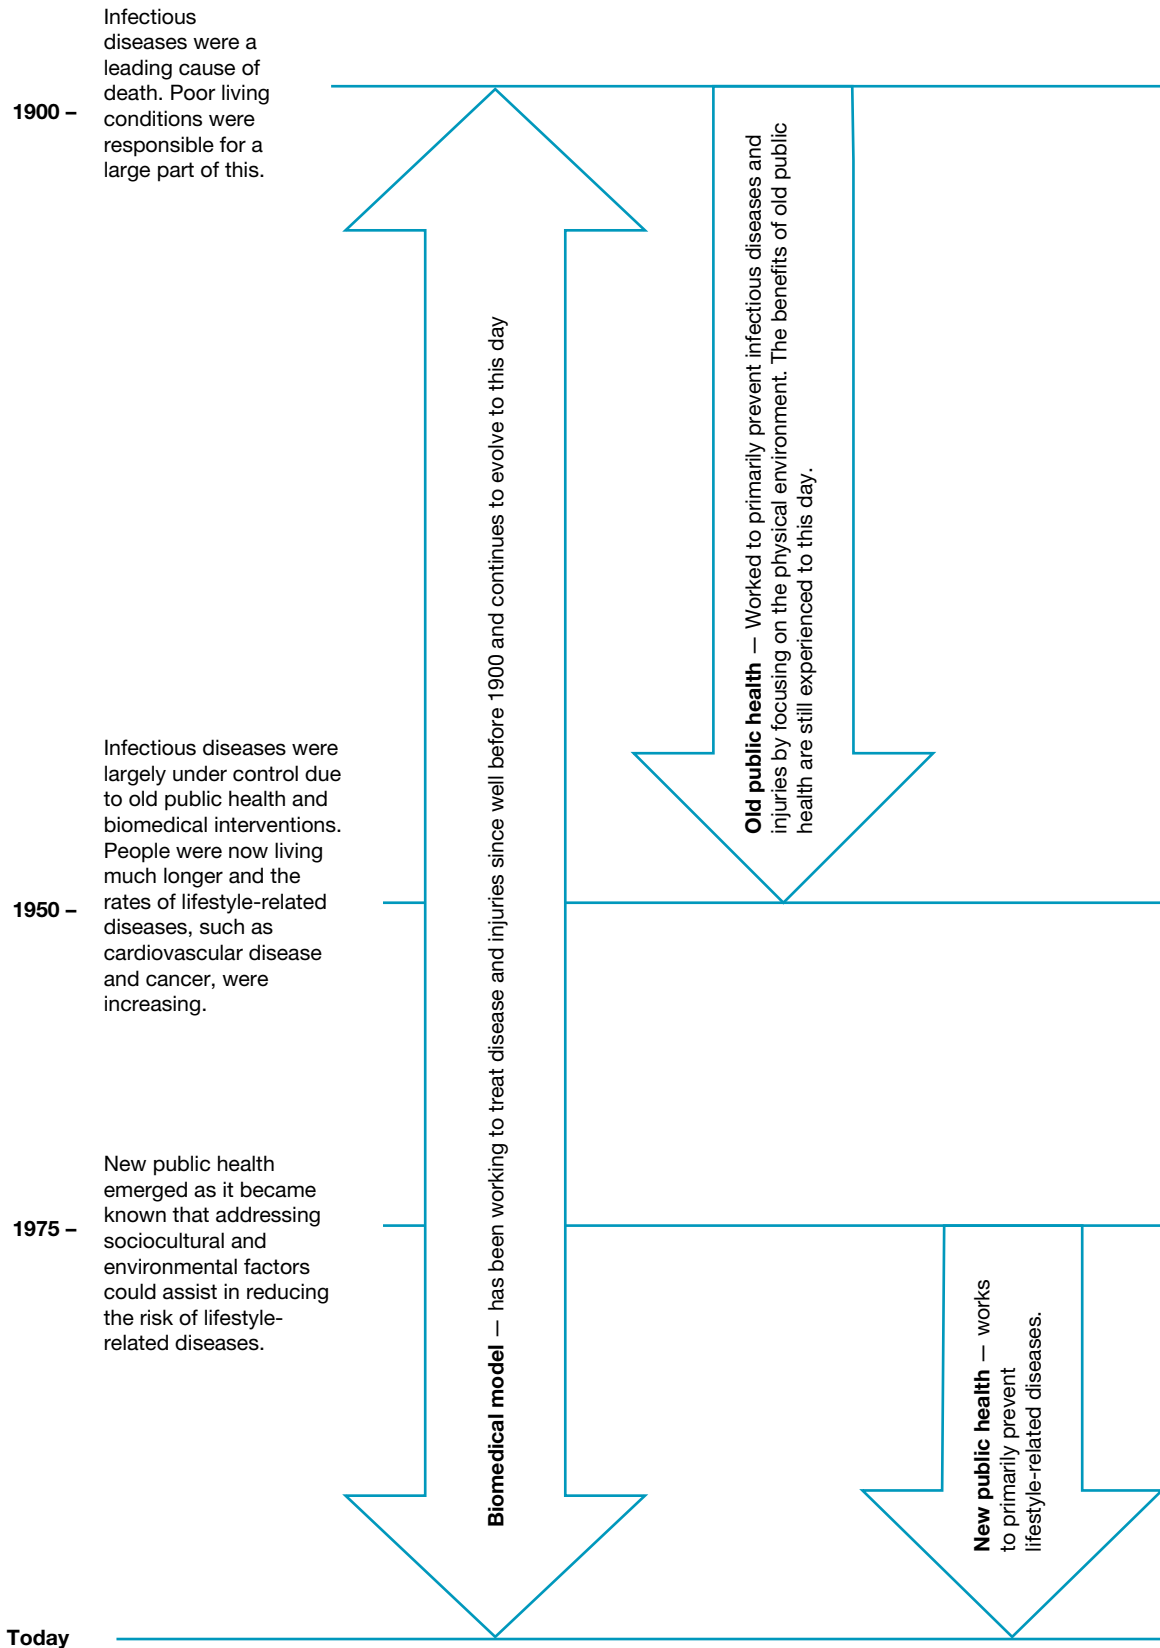 Infectious
diseases were a
leading cause of
death. Poor living
conditions were
responsible for a
large part of this.
1900 –
Biomedical model — has been working to treat disease and injuries since well before 1900 and continues to evolve to this day
Old public health — Worked to primarily prevent infectious diseases and
injuries by focusing on the physical environment. The benefits of old public
health are still experienced to this day.
Infectious diseases were
largely under control due
to old public health and
biomedical interventions.
People were now living
much longer and the
rates of lifestyle-related
diseases, such as
cardiovascular disease
and cancer, were
increasing.
1950 –
New public health
emerged as it became
known that addressing
sociocultural and
environmental factors
could assist in reducing
the risk of lifestyle-
related diseases.
1975 –
New public health — works
to primarily prevent
lifestyle-related diseases.
Today